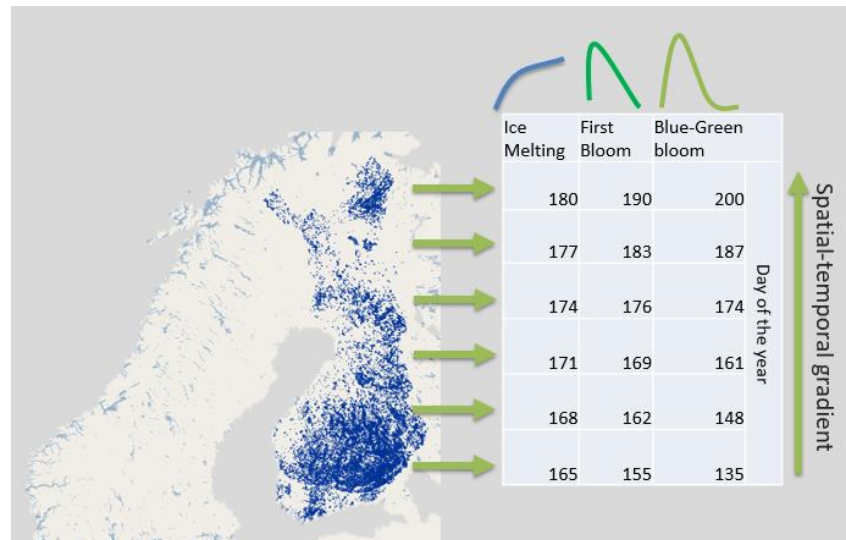 Ice Melting First Bloom Blue-Green bloom
180 190 200
177 183 187
174 176 174
171 169 161
168 162 148
165 155 135
Day of the year
Spatial-temporal gradient